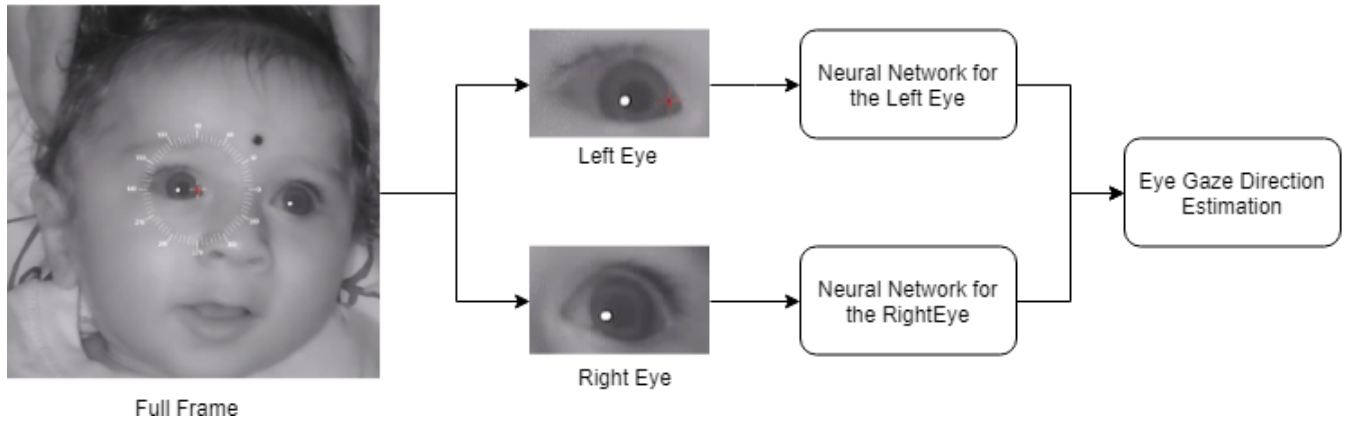 Left Eye
Neural Network for
the Left Eye
Eye Gaze Direction
Estimation
Right Eye
Neural Network for
the RightEye
Full Frame